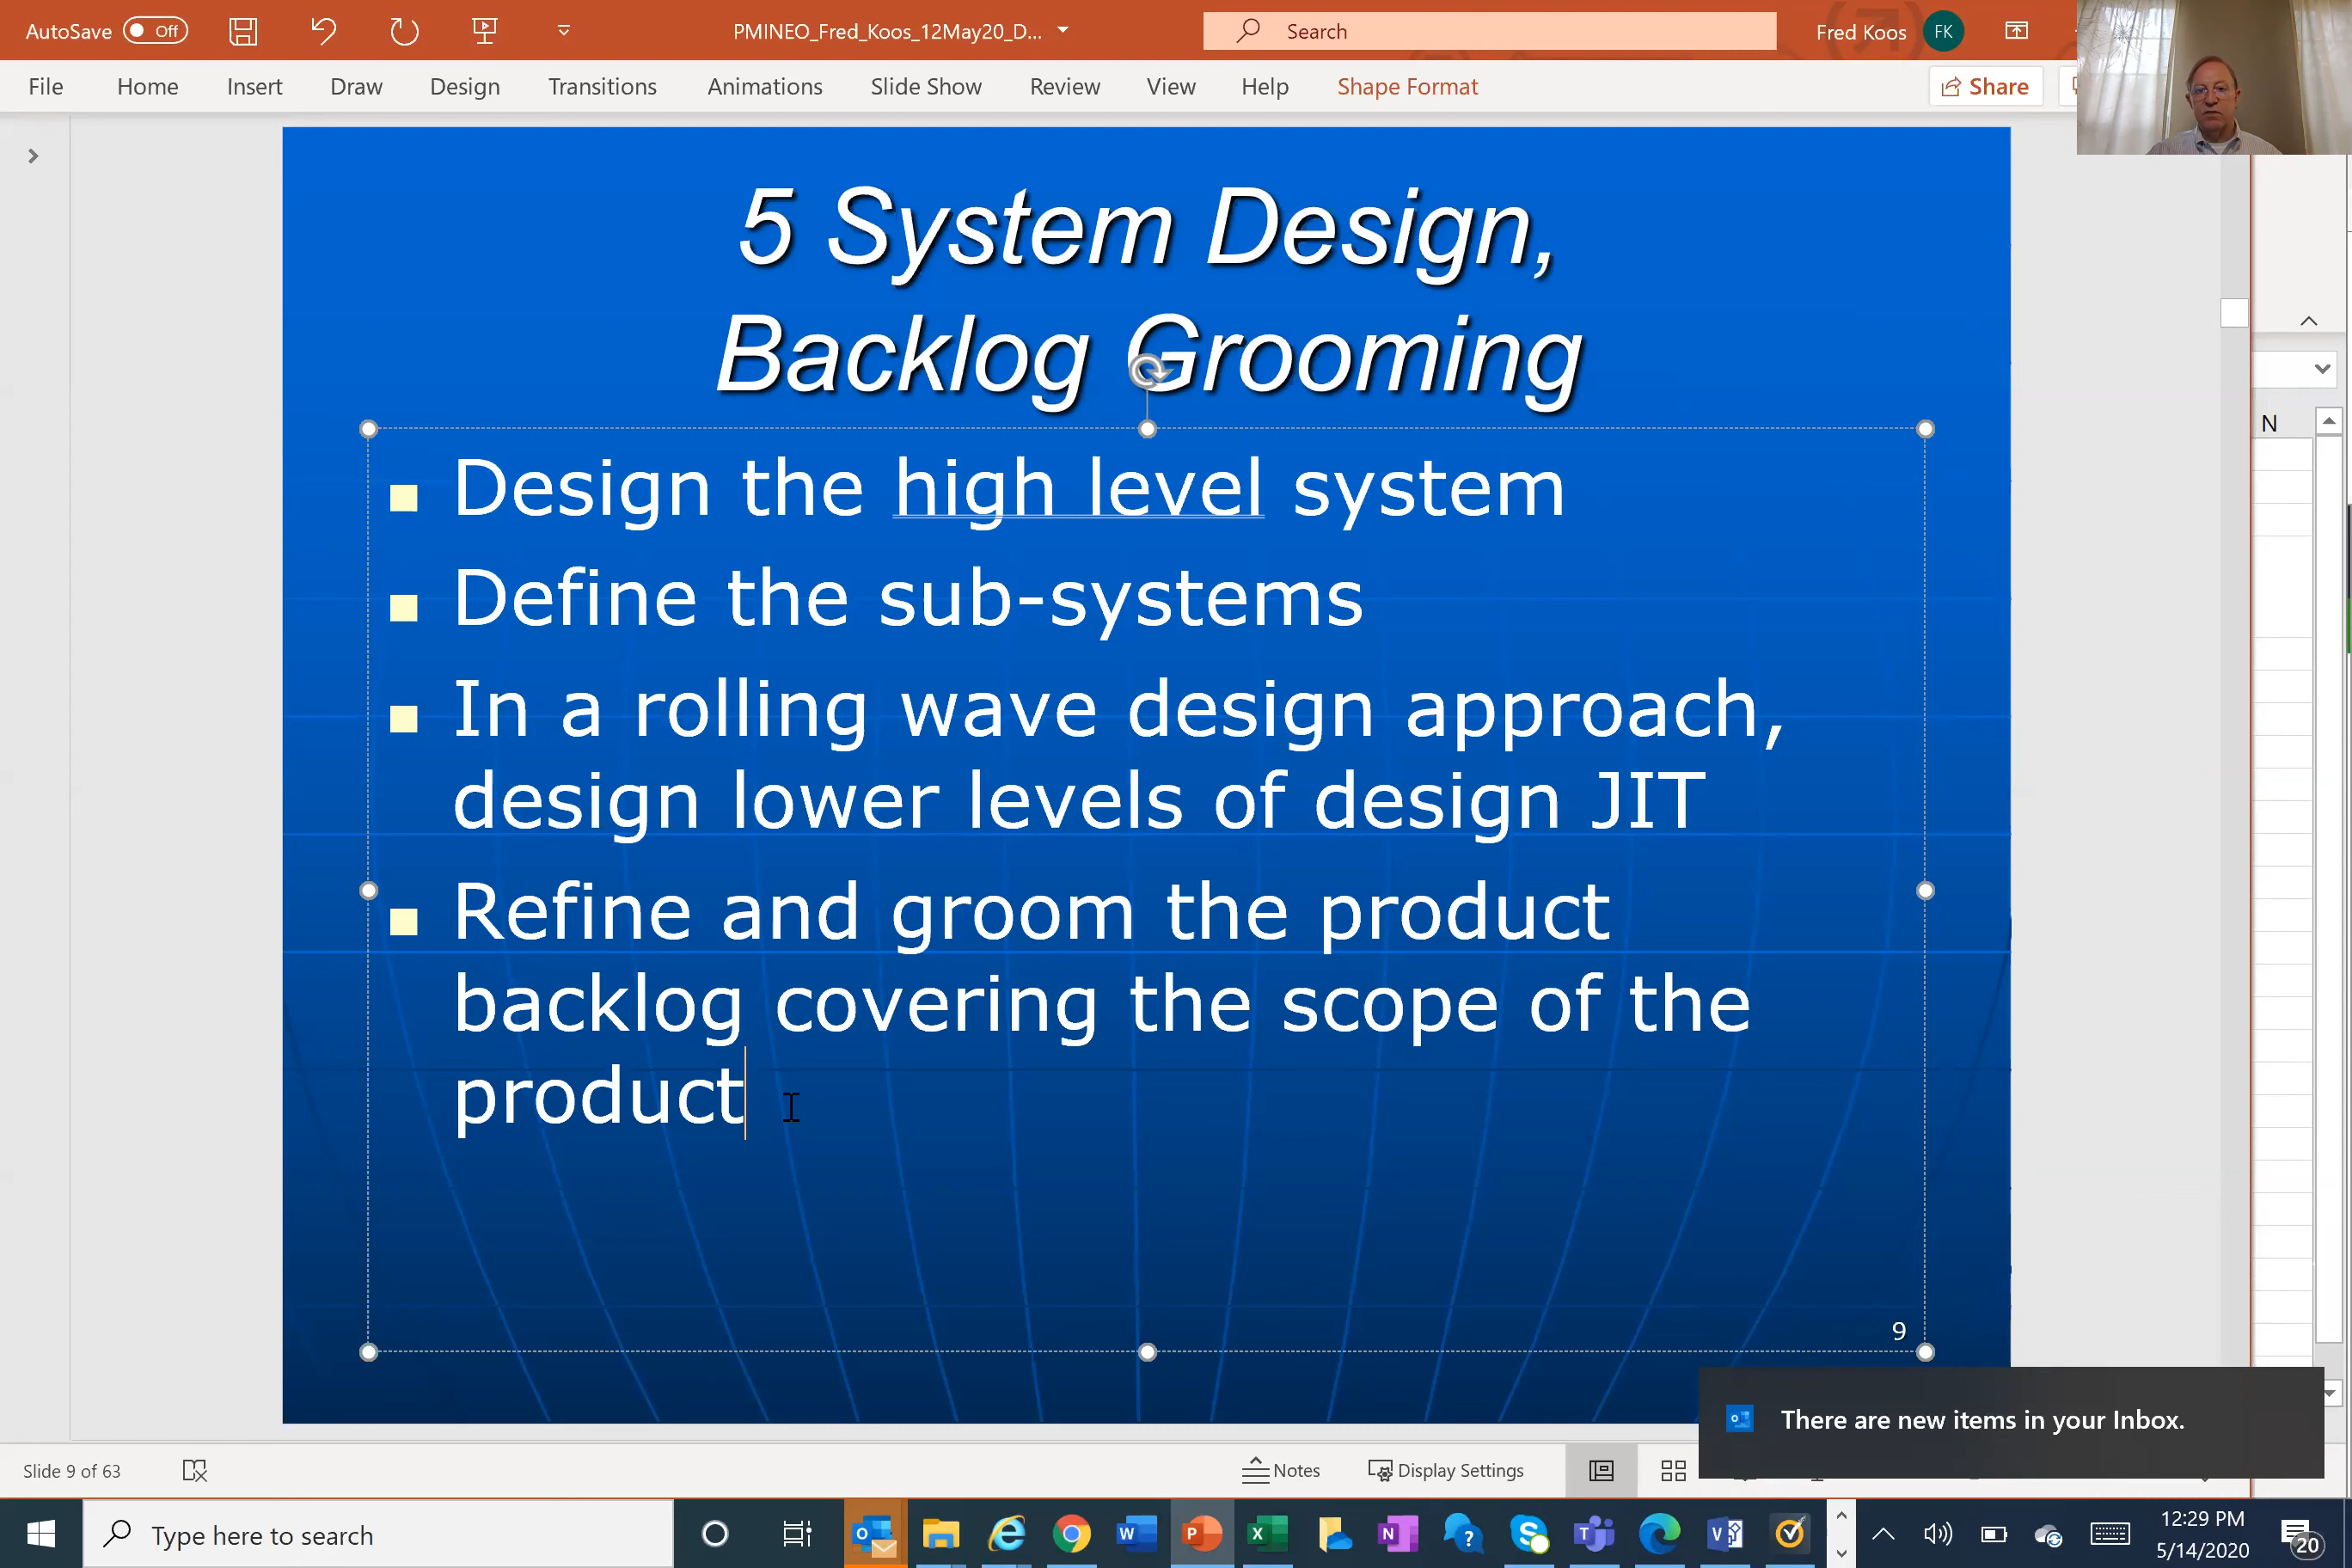 AutoSave Off PMINEO_Fred_Koos_12May20_D... Search Fred Koos FK
File Home Insert Draw Design Transitions Animations Slide Show Review View Help Shape Format Share
5 System Design,
Backlog Grooming
Design the high level system
Define the sub-systems
In a rolling wave design approach,
design lower levels of design JIT
Refine and groom the product
backlog covering the scope of the
product
9
N
There are new items in your Inbox.
Slide 9 of 63 Notes Display Settings
Type here to search
12:29 PM
5/14/2020
20